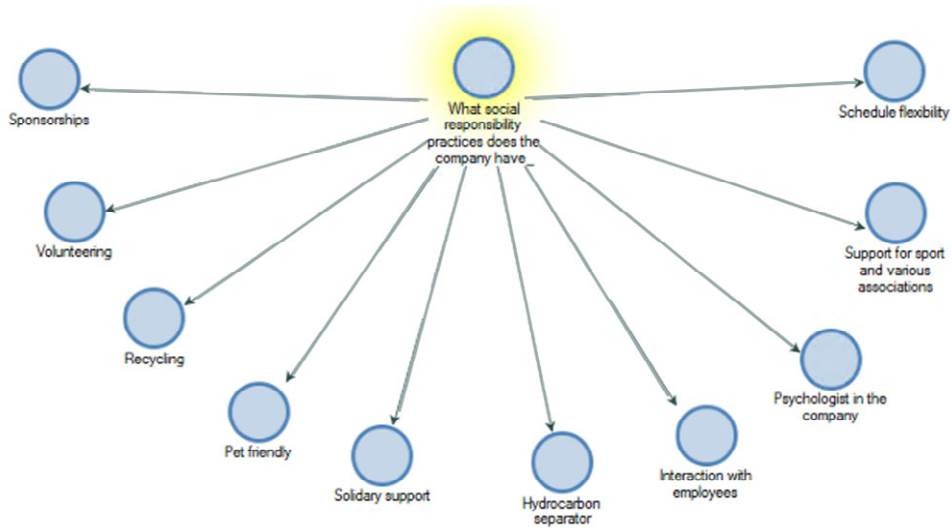 What social
responsibility
practices does the
company have_
Sponsorships
Schedule flexibility
Volunteering
Support for sport
and various
associations
Recycling
Psychologist in the
company
Pet friendly
Interaction with
employees
Solidary support
Hydrocarbon
separator